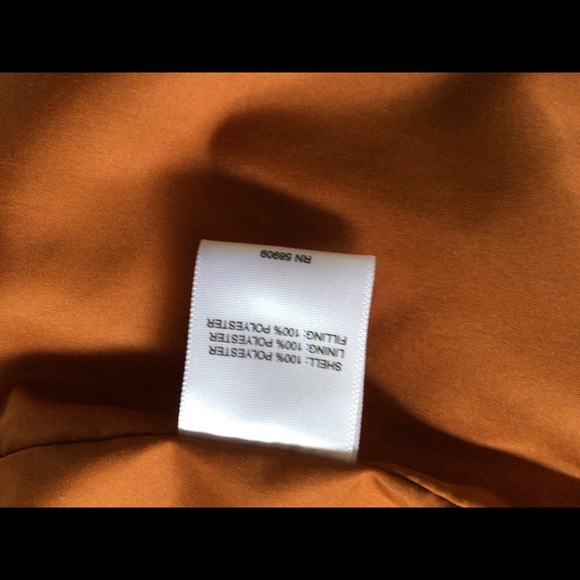 SHELL: 100% POLYESTER
LINING: 100% POLYESTER
FILLING: 100% POLYESTER
RN 58909